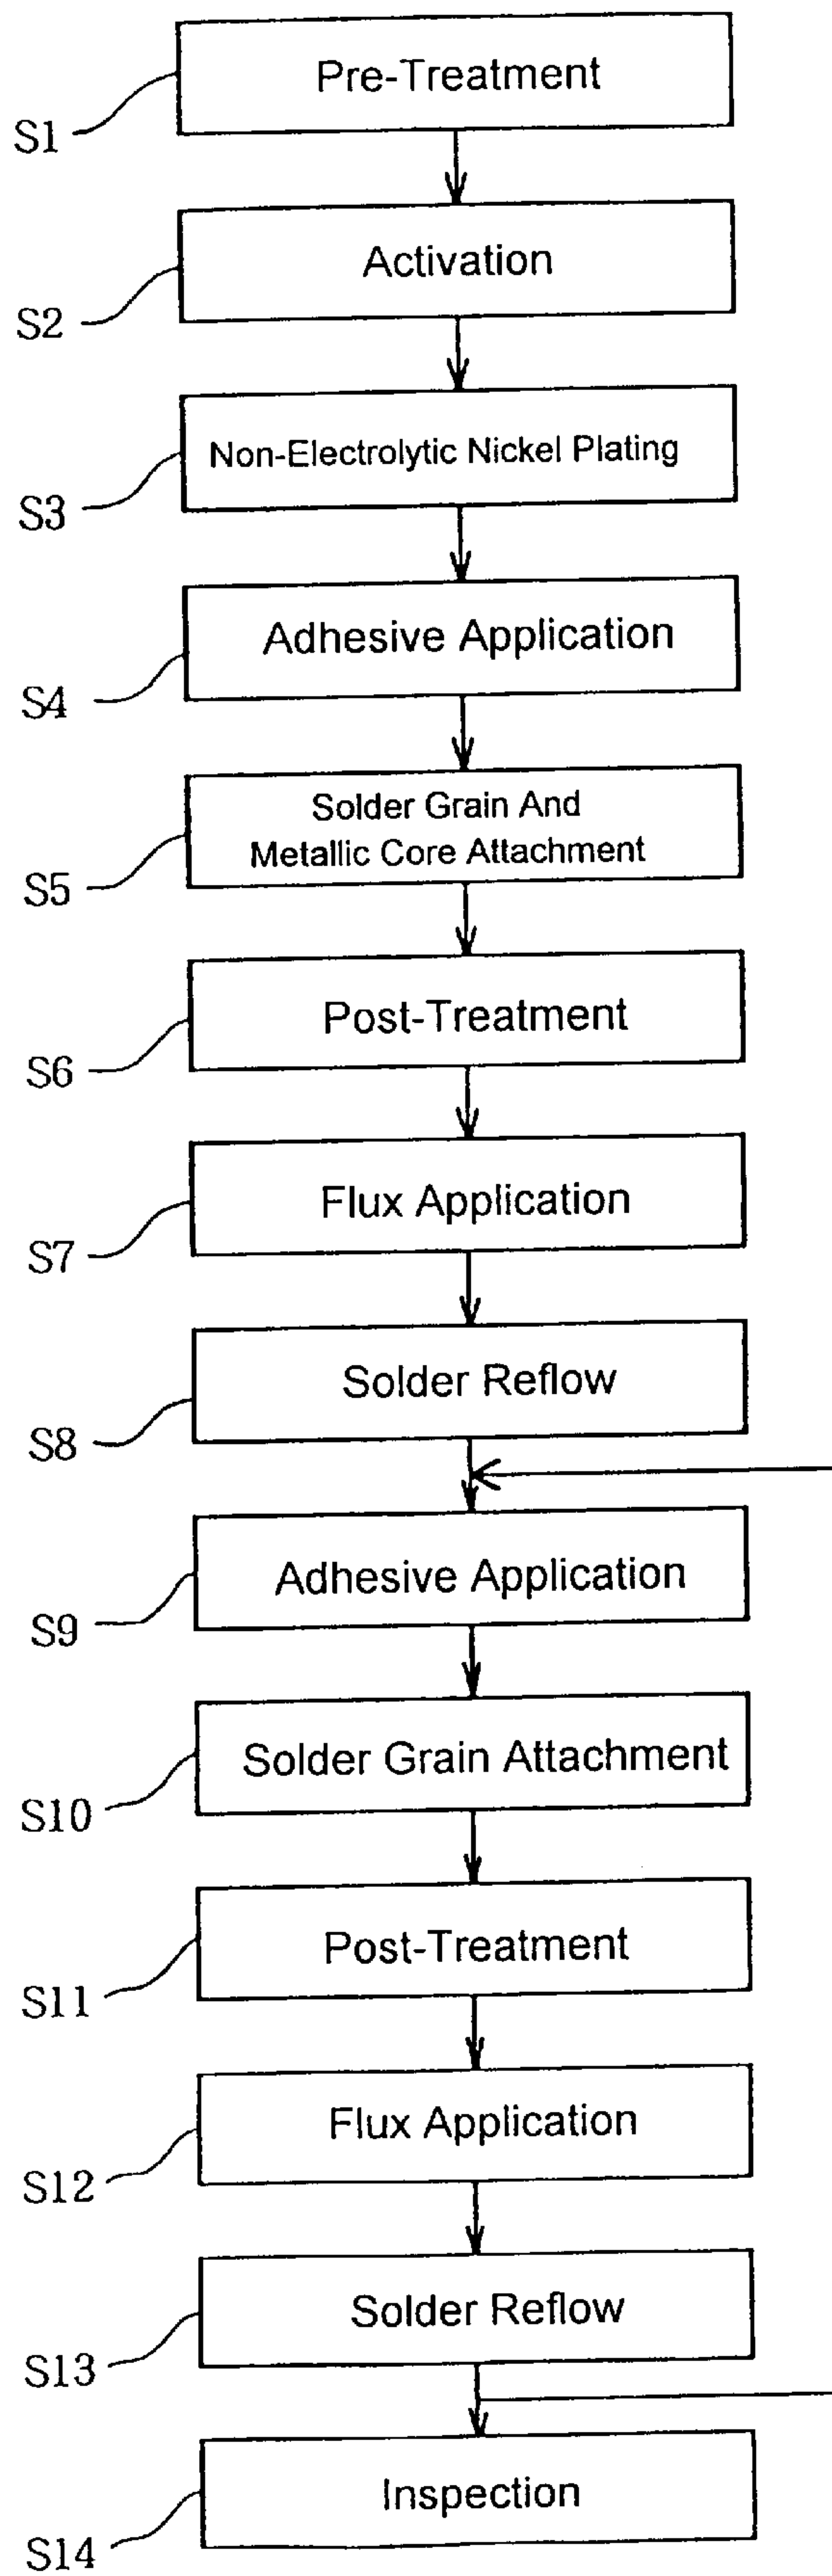 Pre-Treatment
S1
Activation
S2
Non-Electrolytic Nickel Plating
S3
Adhesive Application
S4
Solder Grain And
Metallic Core Attachment
S5
Post-Treatment
S6
Flux Application
S7
Solder Reflow
S8
Adhesive Application
S9
Solder Grain Attachment
S10
Post-Treatment
S11
Flux Application
S12
Solder Reflow
S13
Inspection
S14